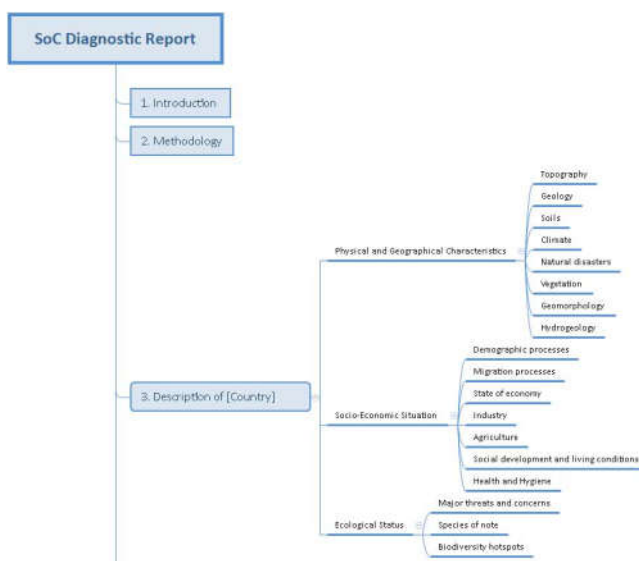 SoC Diagnostic Report
1. Introduction
2. Methodology
3. Description of [Country]
Physical and Geographical Characteristics
Topography
Geology
Soils
Climate
Natural disasters
Vegetation
Geomorphology
Hydrogeology
Socio-Economic Situation
Demographic processes
Migration processes
State of economy
Industry
Agriculture
Social development and living conditions
Health and Hygiene
Ecological Status
Major threats and concerns
Species of note
Biodiversity hotspots